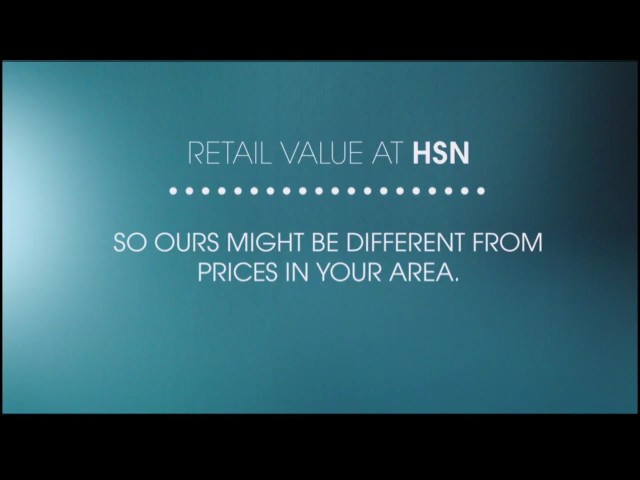 RETAIL VALUE AT HSN
SO OURS MIGHT BE DIFFERENT FROM
PRICES IN YOUR AREA.